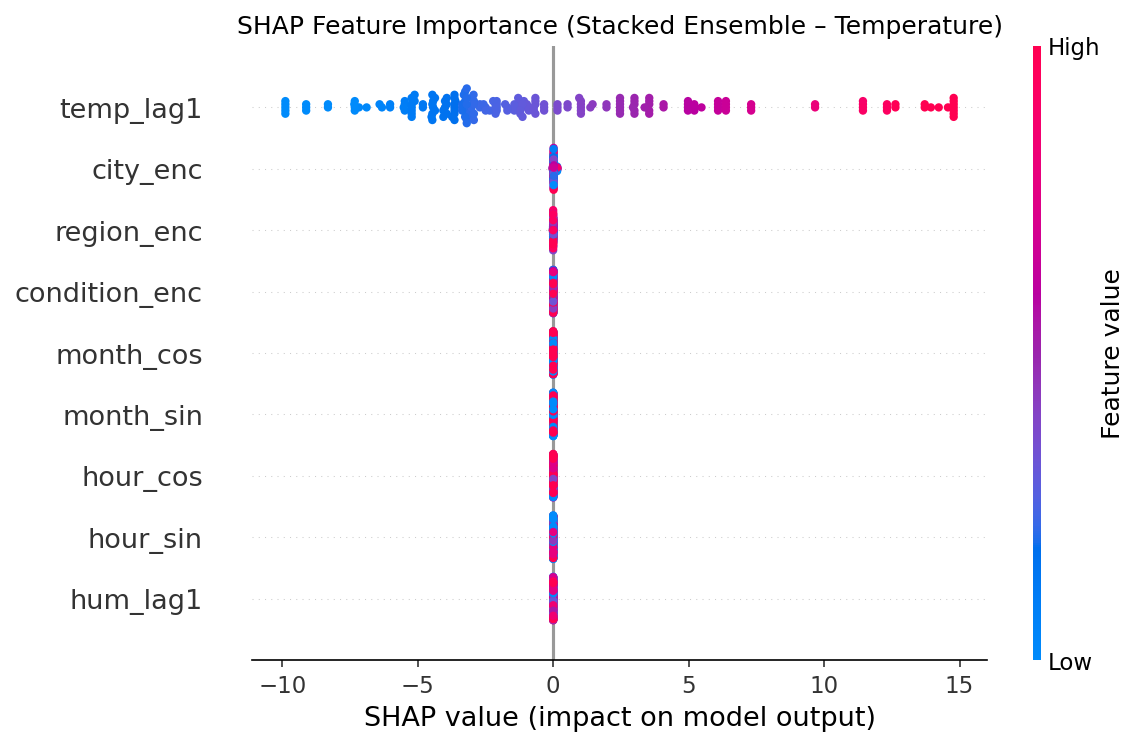 SHAP Feature Importance (Stacked Ensemble – Temperature)
High
temp_lag1
city_enc
region_enc
condition_enc
month_cos
month_sin
hour_cos
hour_sin
hum_lag1
Feature value
Low
−10 −5 0 5 10 15
SHAP value (impact on model output)